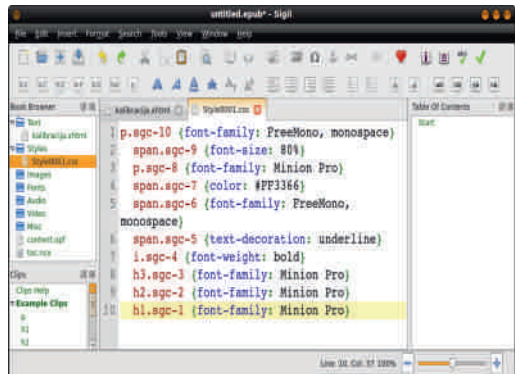 untitled.epub* - Sigil
File Edit Insert Format Search Tools View Window Help
Book Browser
kalibracija.xhtml
Style0001.css
Table Of Contents
Text
kalibracija.xhtml
Styles
Style0001.css
Images
Fonts
Audio
Video
Misc
content.opf
toc.ncx
Start
1 p.sgc-10 {font-family: FreeMono, monospace}
2 span.sgc-9 {font-size: 80%}
3 p.sgc-8 {font-family: Minion Pro}
4 span.sgc-7 {color: #FF3366}
5 span.sgc-6 {font-family: FreeMono,
monospace}
6 span.sgc-5 {text-decoration: underline}
7 i.sgc-4 {font-weight: bold}
8 h3.sgc-3 {font-family: Minion Pro}
9 h2.sgc-2 {font-family: Minion Pro}
10 h1.sgc-1 {font-family: Minion Pro}
Clips
Clips Help
Example Clips
p
h1
h2
Line: 10, Col: 37 100%